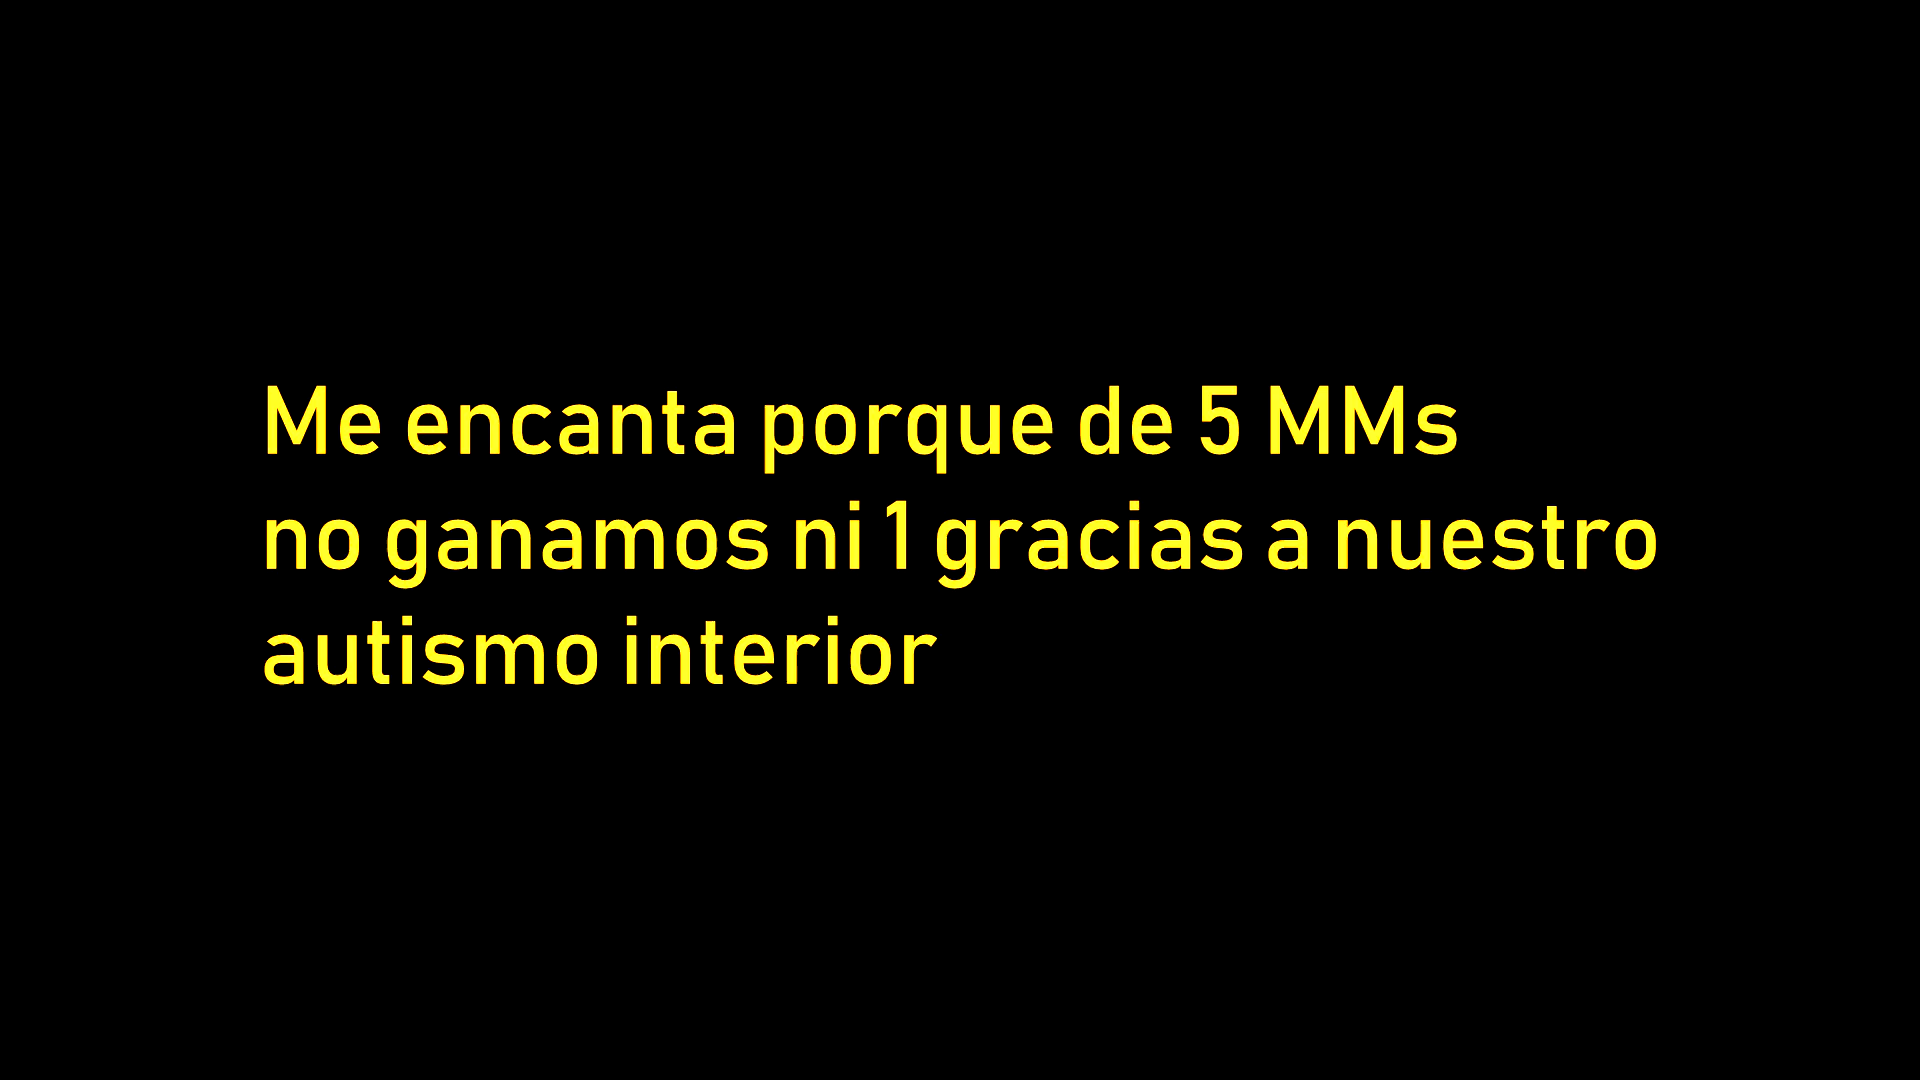 Me encanta porque de 5 MMs
no ganamos ni 1 gracias a nuestro
autismo interior